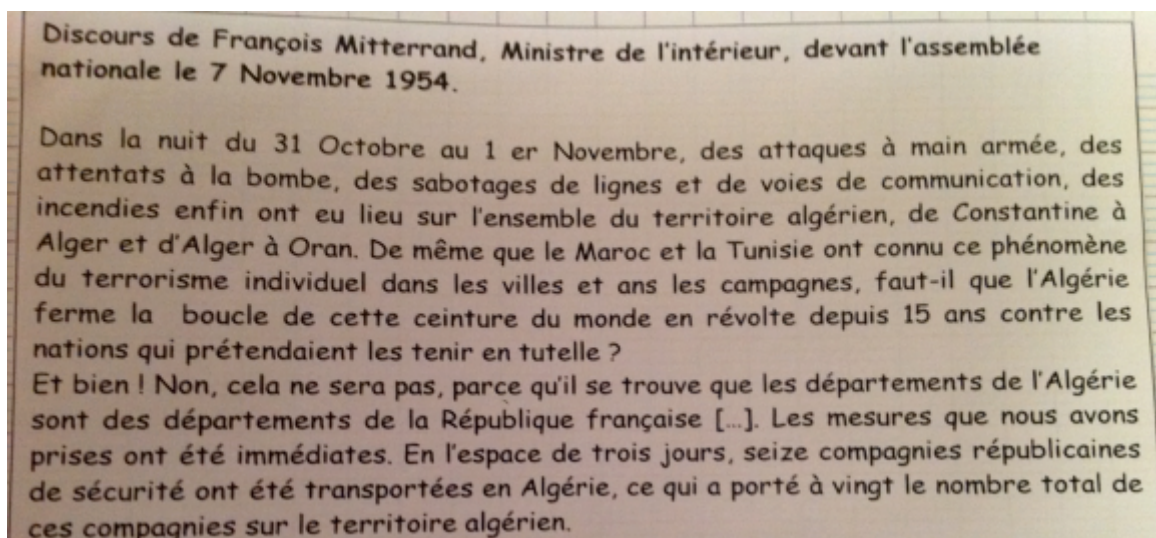 Discours de François Mitterrand, Ministre de l'intérieur, devant l'assemblée
nationale le 7 Novembre 1954.
Dans la nuit du 31 Octobre au 1 er Novembre, des attaques à main armée, des
attentats à la bombe, des sabotages de lignes et de voies de communication, des
incendies enfin ont eu lieu sur l'ensemble du territoire algérien, de Constantine à
Alger et d'Alger à Oran. De même que le Maroc et la Tunisie ont connu ce phénomène
du terrorisme individuel dans les villes et ans les campagnes, faut-il que l'Algérie
ferme la boucle de cette ceinture du monde en révolte depuis 15 ans contre les
nations qui prétendaient les tenir en tutelle ?
Et bien ! Non, cela ne sera pas, parce qu'il se trouve que les départements de l'Algérie
sont des départements de la République française [...]. Les mesures que nous avons
prises ont été immédiates. En l'espace de trois jours, seize compagnies républicaines
de sécurité ont été transportées en Algérie, ce qui a porté à vingt le nombre total de
ces compagnies sur le territoire algérien.